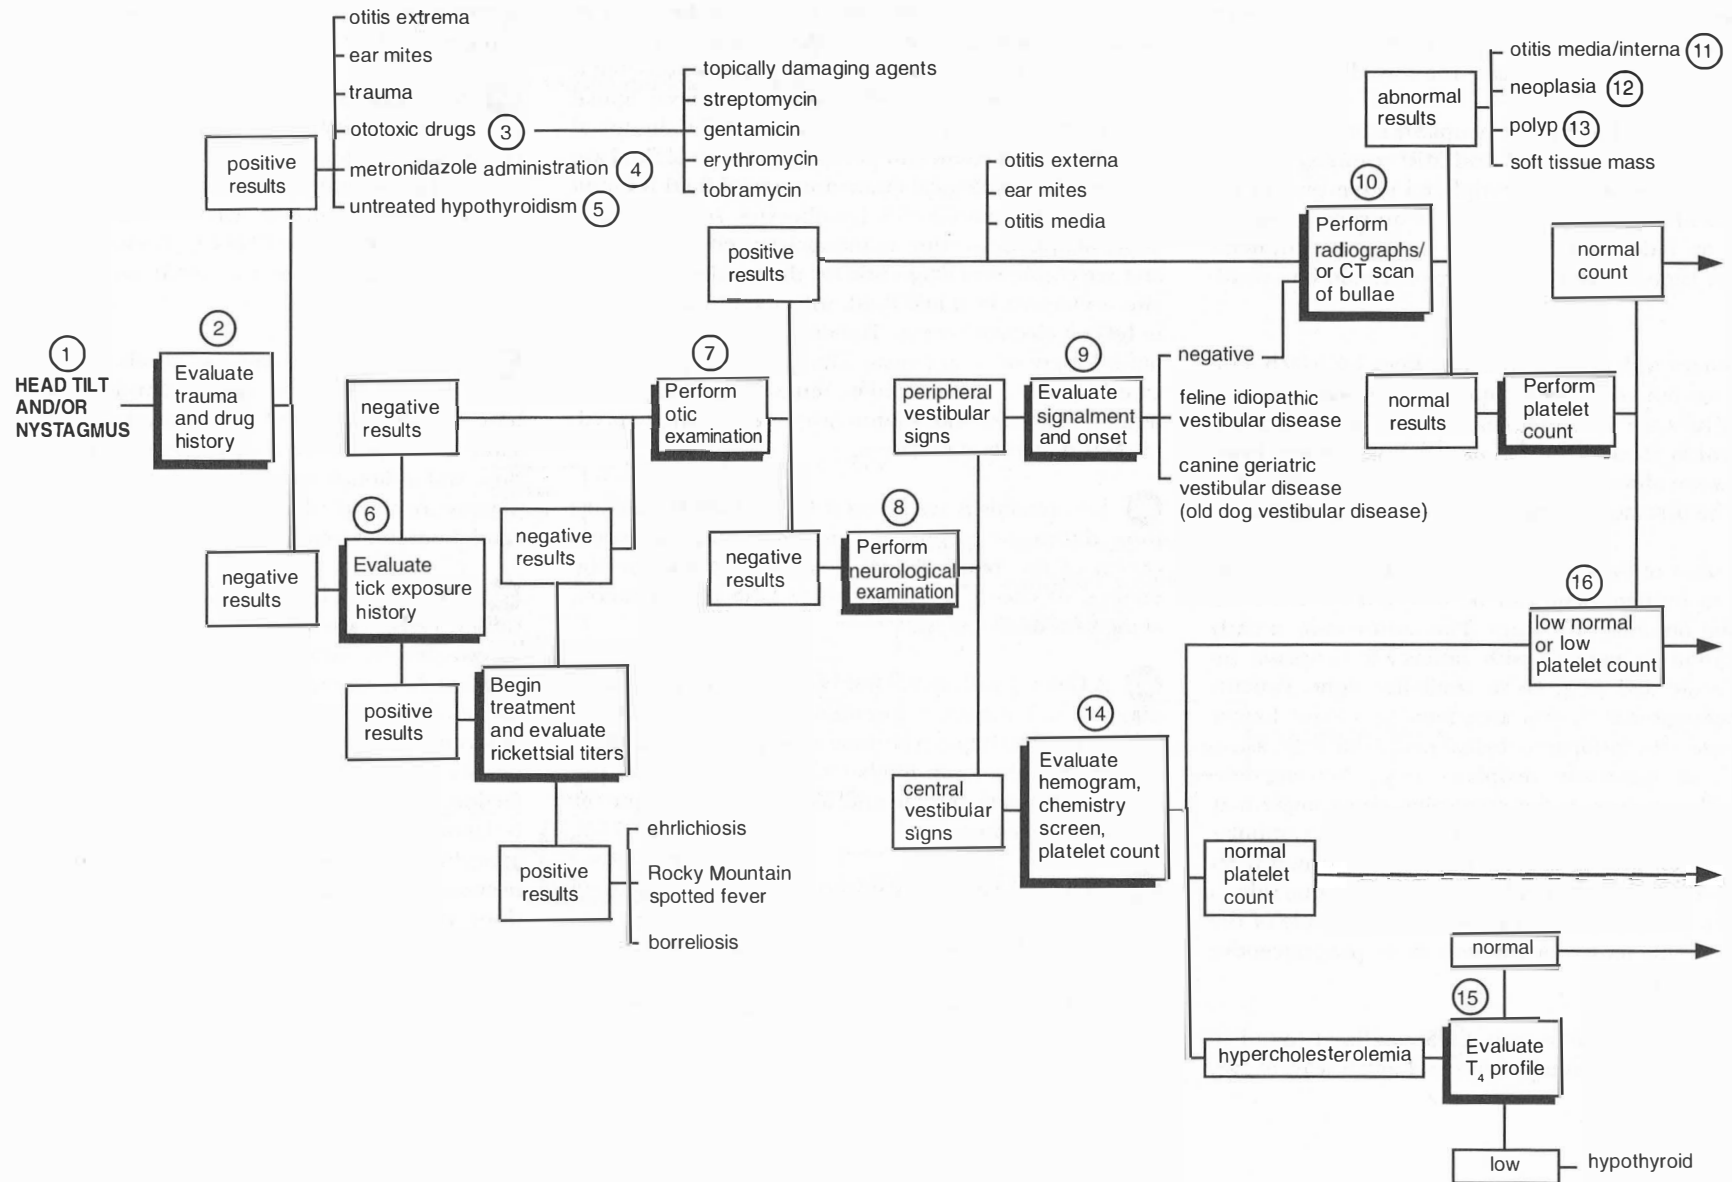 1
HEAD TILT
AND/OR
NYSTAGMUS
2
Evaluate
trauma
and drug
history
positive
results
otitis extrema
ear mites
trauma
ototoxic drugs 3
metronidazole administration 4
untreated hypothyroidism 5
topically damaging agents
streptomycin
gentamicin
erythromycin
tobramycin
negative
results
6
Evaluate
tick exposure
history
negative
results
positive
results
Begin
treatment
and evaluate
rickettsial titers
negative
results
positive
results
ehrlichiosis
Rocky Mountain
spotted fever
borreliosis
7
Perform
otic
examination
positive
results
otitis externa
ear mites
otitis media
negative
results
8
Perform
neurological
examination
peripheral
vestibular
signs
9
Evaluate
signalment
and onset
negative
feline idiopathic
vestibular disease
canine geriatric
vestibular disease
(old dog vestibular disease)
10
Perform
radiographs/
or CT scan
of bullae
abnormal
results
otitis media/interna 11
neoplasia 12
polyp 13
soft tissue mass
normal
results
Perform
platelet
count
normal
count
16
low normal
or low
platelet count
central
vestibular
signs
14
Evaluate
hemogram,
chemistry
screen,
platelet count
normal
platelet
count
hypercholesterolemia
15
Evaluate
T4 profile
normal
low
hypothyroid